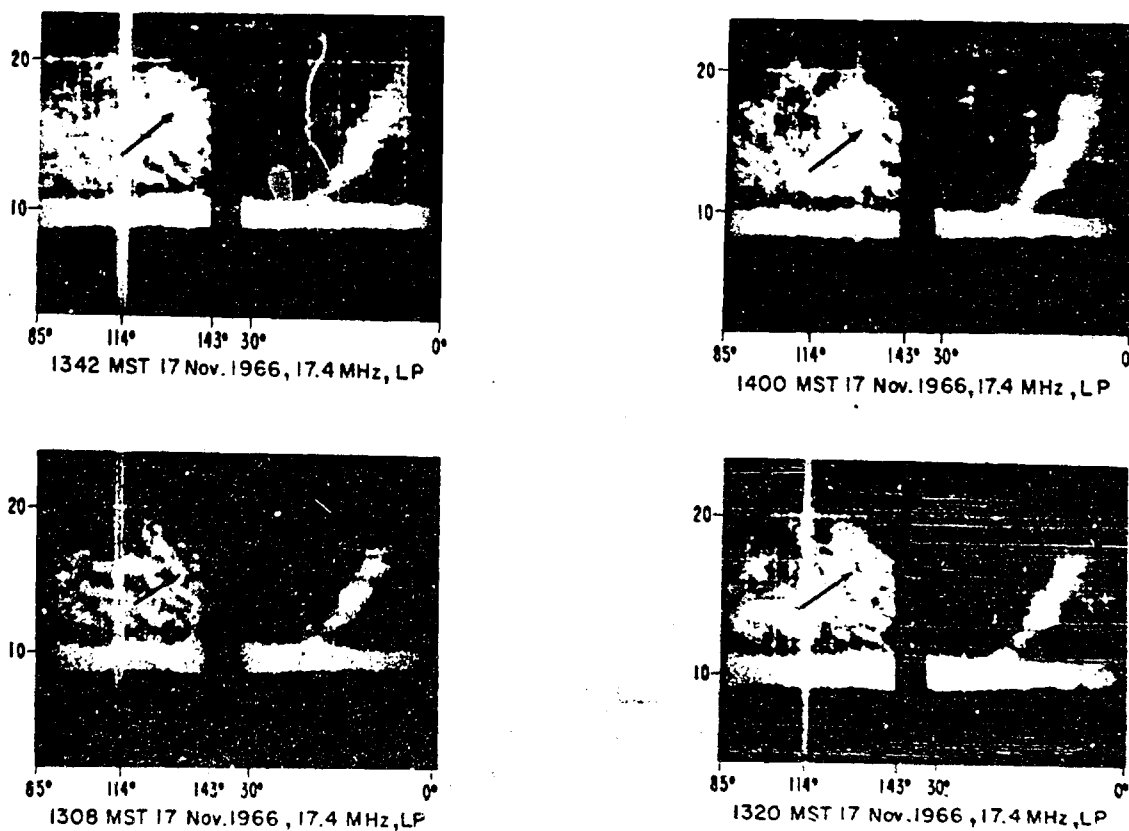 20
10
85° 114° 143° 30° 0°
1342 MST 17 Nov. 1966, 17.4 MHz, LP
20
10
85° 114° 143° 30° 0°
1400 MST 17 Nov. 1966, 17.4 MHz, LP
20
10
85° 114° 143° 30° 0°
1308 MST 17 Nov. 1966, 17.4 MHz, LP
20
10
85° 114° 143° 30° 0°
1320 MST 17 Nov. 1966, 17.4 MHz, LP